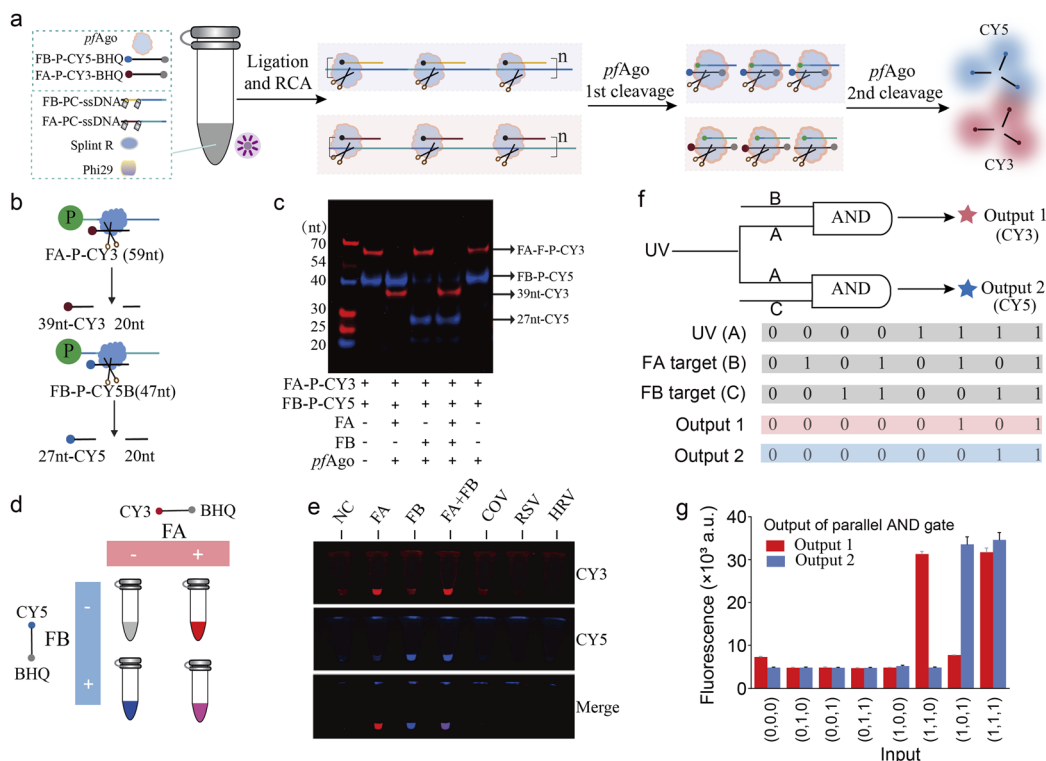 a
pfAgo
FB-P-CY5-BHQ
FA-P-CY3-BHQ
FB-PC-ssDNA
FA-PC-ssDNA
Splint R
Phi29
Ligation
and RCA
n
n
pfAgo
1st cleavage
pfAgo
2nd cleavage
CY5
CY3
b
P
FA-P-CY3 (59nt)
39nt-CY3 20nt
P
FB-P-CY5B(47nt)
27nt-CY5 20nt
c
(nt)
70
54
40
30
25
20
FA-F-P-CY3
FB-P-CY5
39nt-CY3
27nt-CY5
FA-P-CY3 + + + + +
FB-P-CY5 + + + + +
FA - + - + -
FB - - + + -
pfAgo - + + + +
d
CY3 BHQ
FA
- +
CY5
FB
BHQ
-
+
e
NC FA FB FA+FB COV RSV HRV
CY3
CY5
Merge
f
UV
B
A
AND
Output 1
(CY3)
A
C
AND
Output 2
(CY5)
UV (A) 0 0 0 0 1 1 1 1
FA target (B) 0 1 0 1 0 1 0 1
FB target (C) 0 0 1 1 0 0 1 1
Output 1 0 0 0 0 0 1 0 1
Output 2 0 0 0 0 0 0 1 1
g
Output of parallel AND gate
Output 1
Output 2
Fluorescence (×10³ a.u.)
40
30
20
10
0
(0,0,0) (0,1,0) (0,0,1) (0,1,1) (1,0,0) (1,1,0) (1,0,1) (1,1,1)
Input